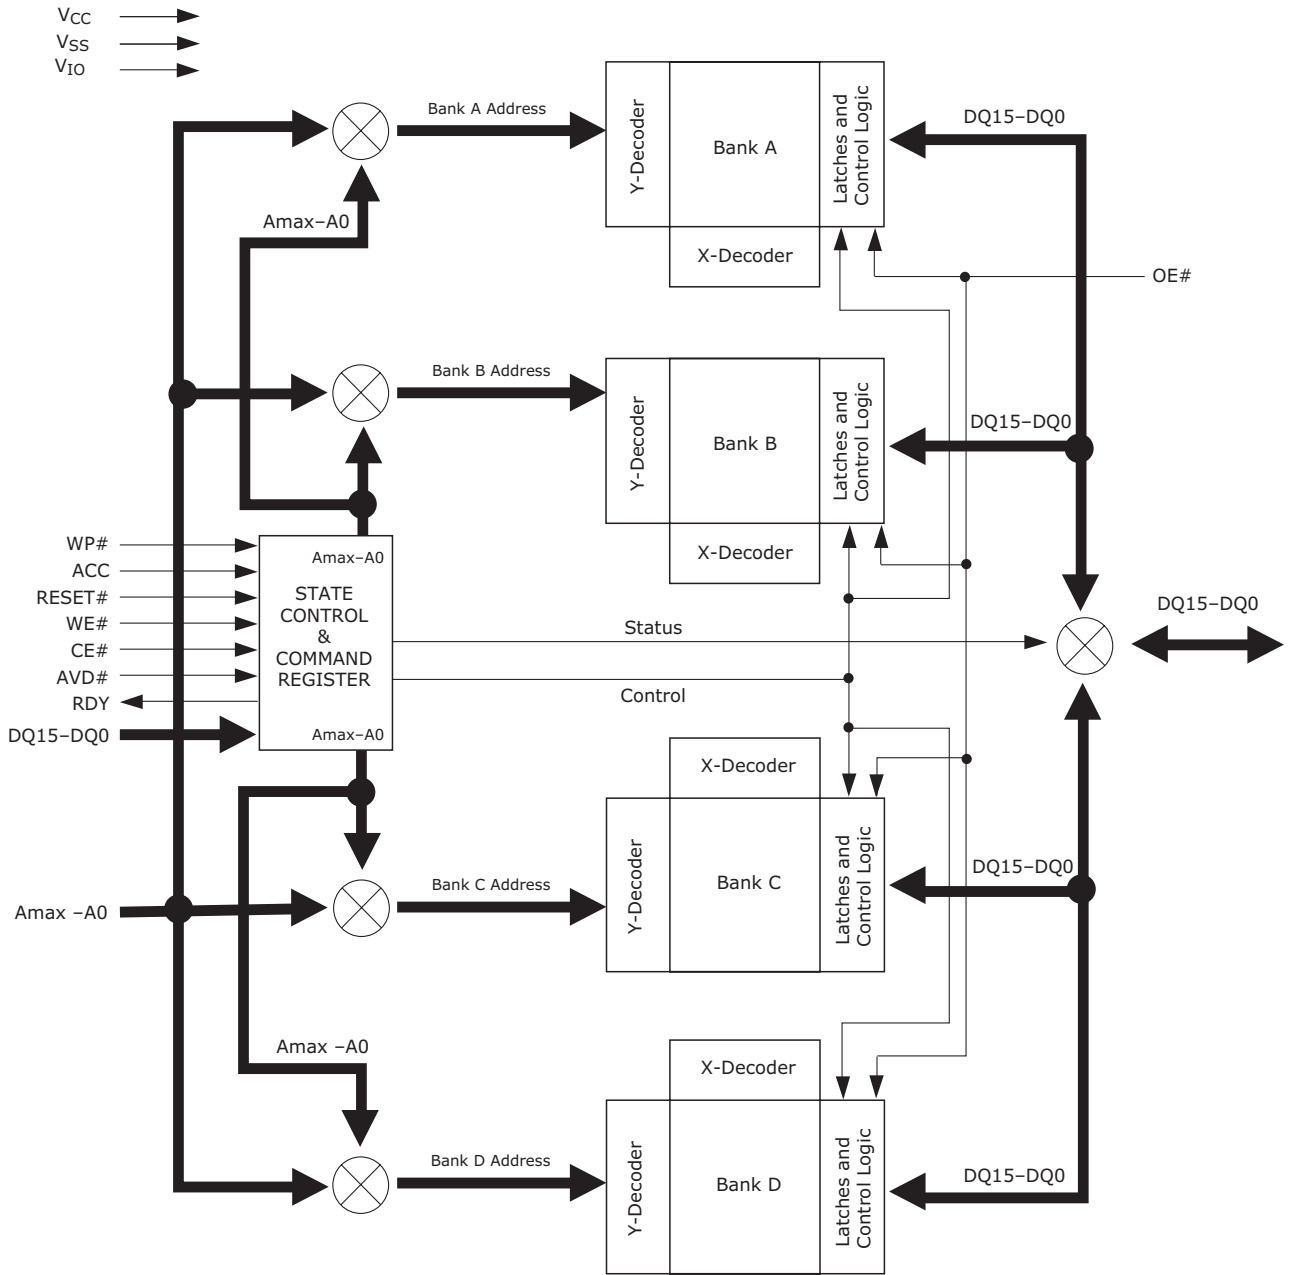 VCC
VSS
VIO
Bank A Address
Y-Decoder
Bank A
Latches and
Control Logic
X-Decoder
DQ15–DQ0
Amax–A0
OE#
Bank B Address
Y-Decoder
Bank B
Latches and
Control Logic
X-Decoder
DQ15–DQ0
WP#
ACC
RESET#
WE#
CE#
AVD#
RDY
DQ15–DQ0
Amax–A0
STATE
CONTROL
&
COMMAND
REGISTER
Amax–A0
Status
Control
DQ15–DQ0
X-Decoder
Bank C Address
Y-Decoder
Bank C
Latches and
Control Logic
DQ15–DQ0
Amax –A0
Amax –A0
X-Decoder
Bank D Address
Y-Decoder
Bank D
Latches and
Control Logic
DQ15–DQ0